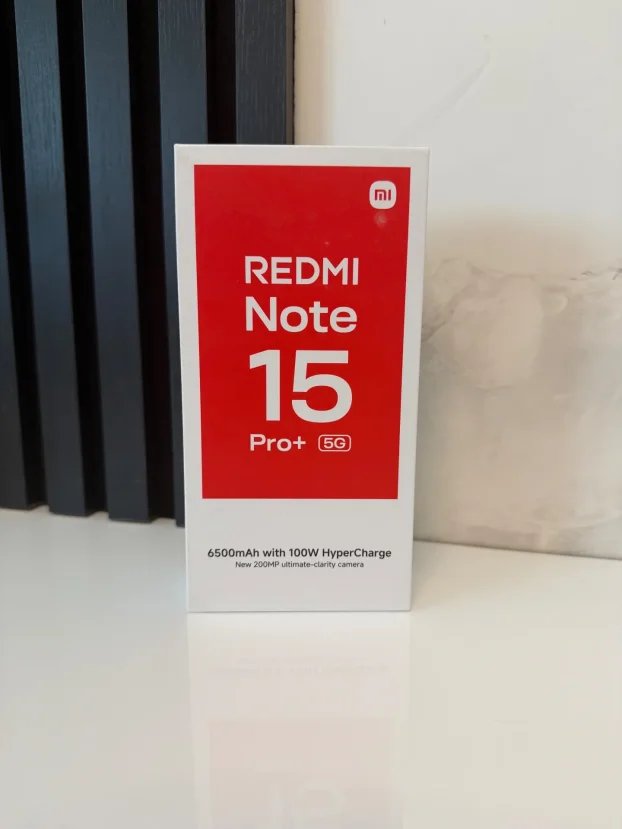 mi
REDMI
Note
15
Pro+ 5G
6500mAh with 100W HyperCharge
New 200MP ultimate-clarity camera